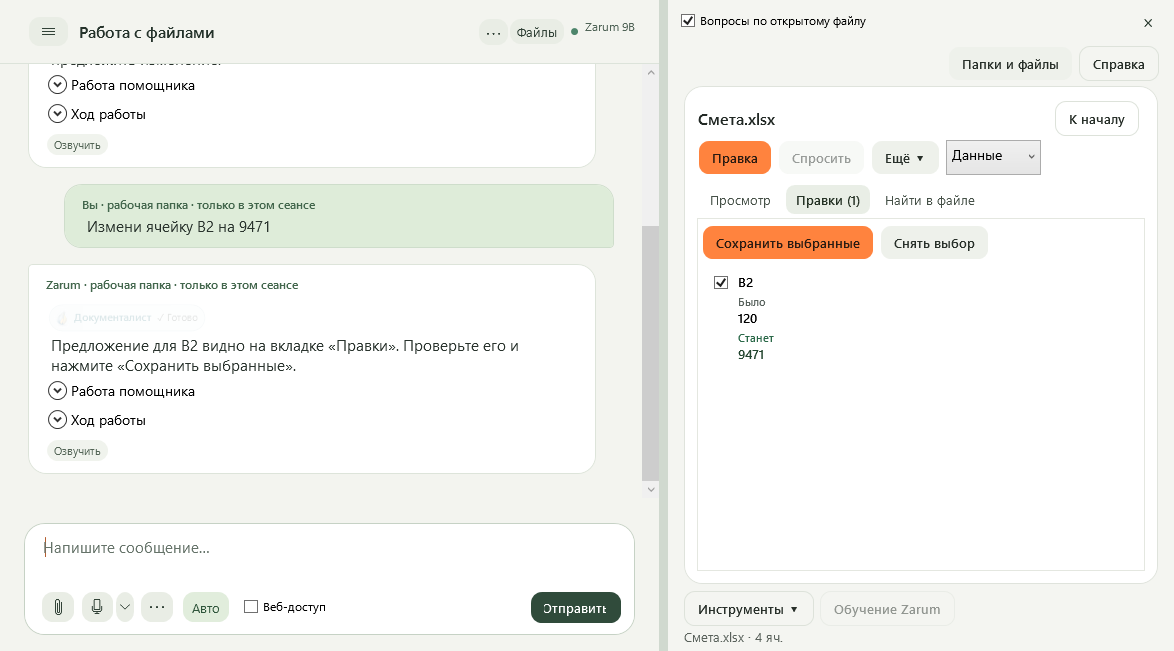 Работа с файлами
...
Файлы
Zarum 9B
Работа помощника
Ход работы
Озвучить
Вы · рабочая папка · только в этом сеансе
Измени ячейку B2 на 9471
Zarum · рабочая папка · только в этом сеансе
Документалист ✓ Готово
Предложение для B2 видно на вкладке «Правки». Проверьте его и
нажмите «Сохранить выбранные».
Работа помощника
Ход работы
Озвучить
Напишите сообщение...
...
Авто
Веб-доступ
Отправить
Вопросы по открытому файлу
Папки и файлы
Справка
Смета.xlsx
К началу
Правка
Спросить
Ещё
Данные
Просмотр
Правки (1)
Найти в файле
Сохранить выбранные
Снять выбор
B2
Было
120
Станет
9471
Инструменты
Обучение Zarum
Смета.xlsx · 4 яч.